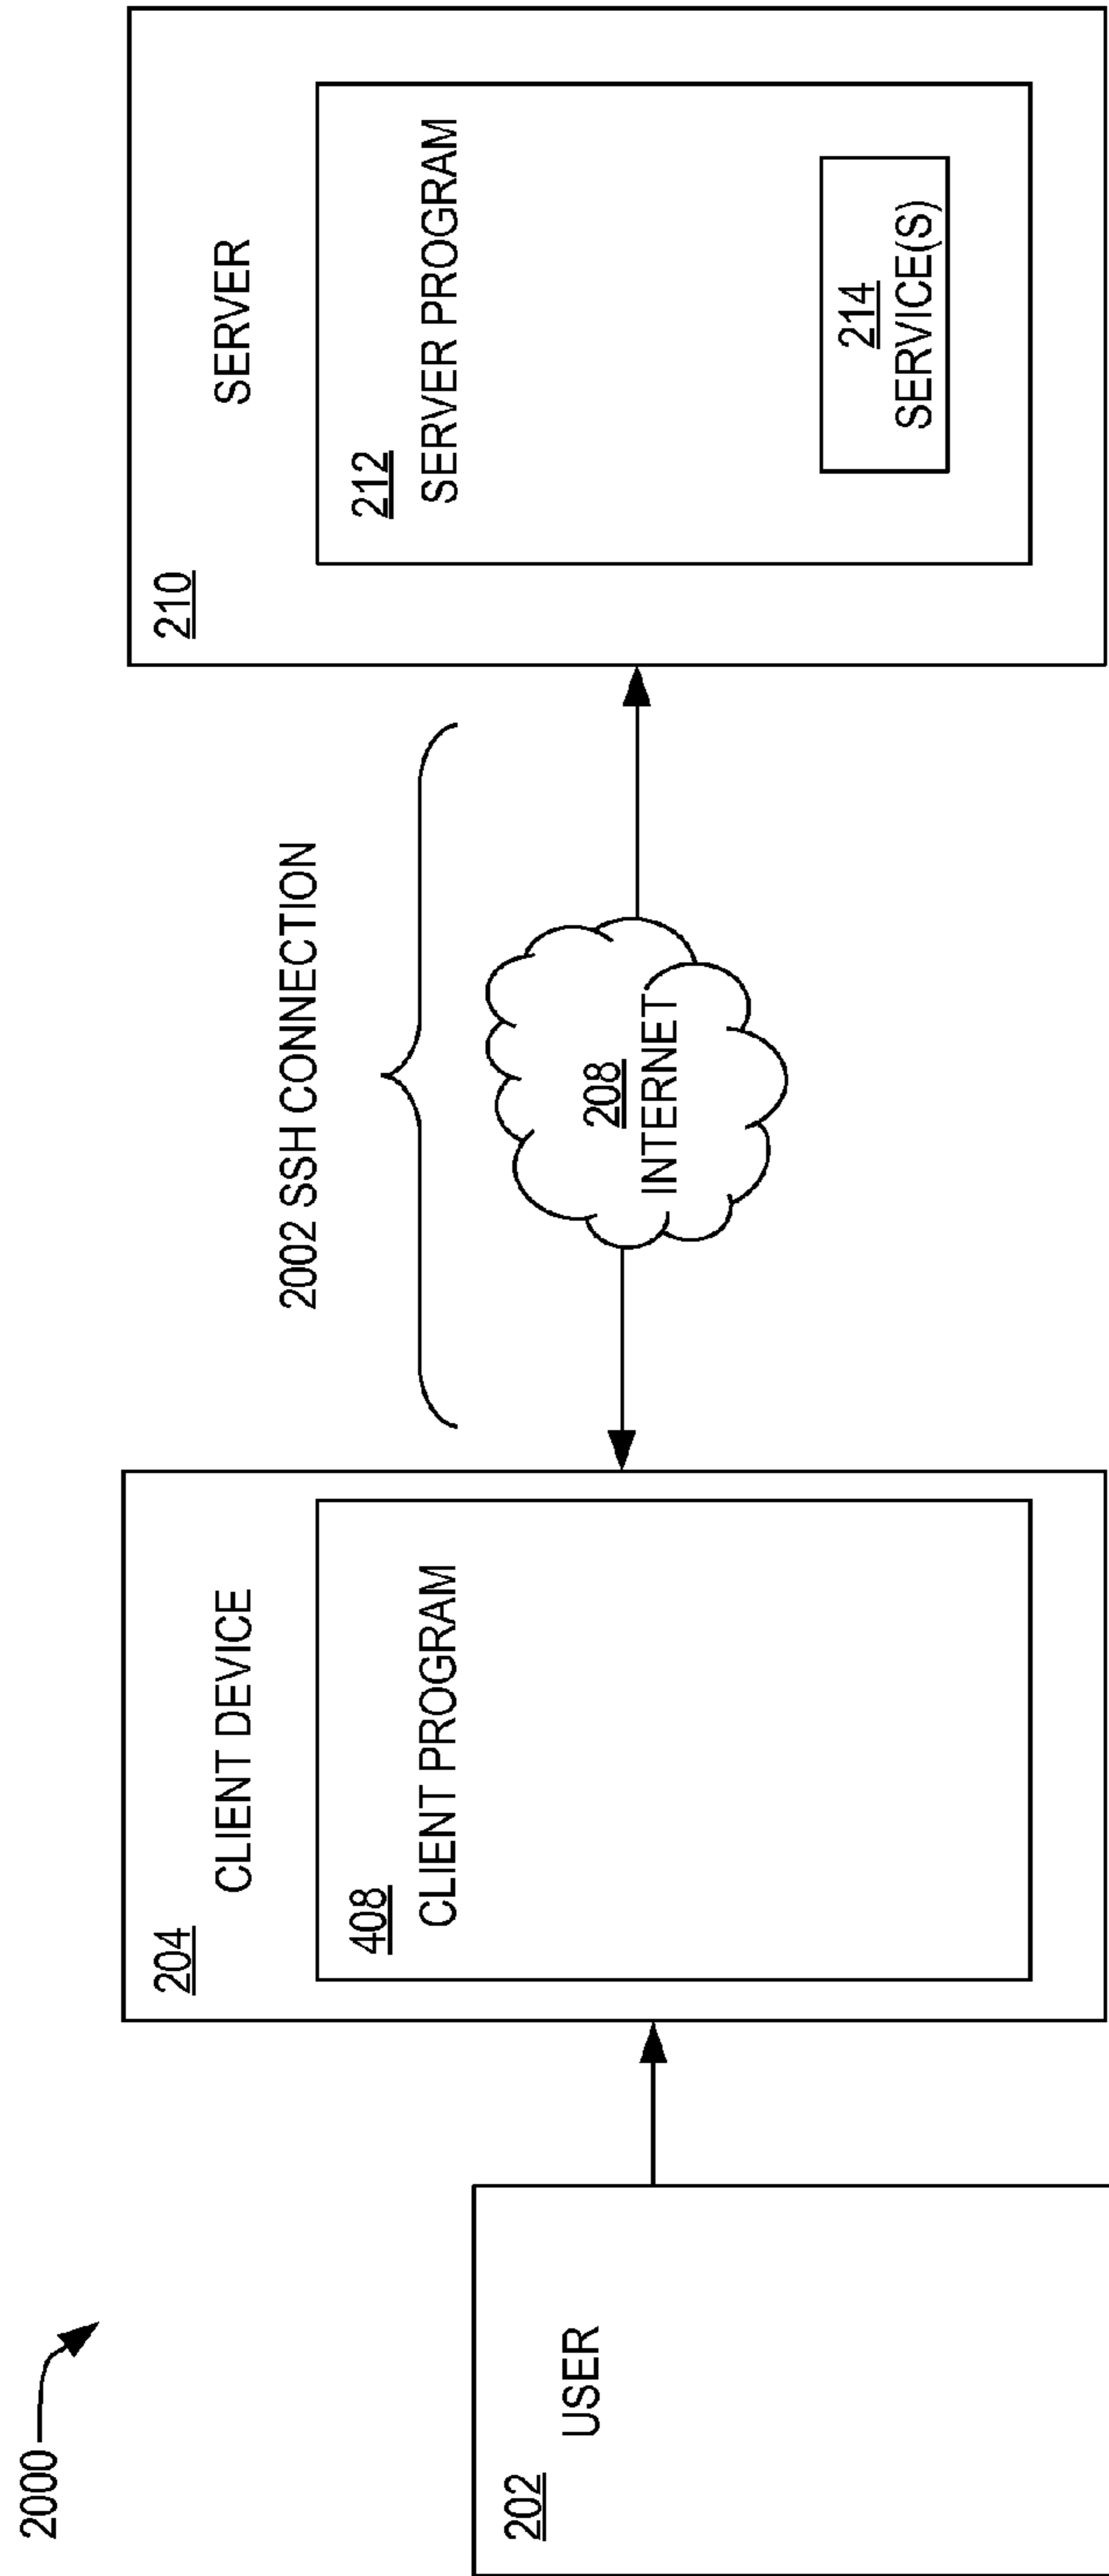 2000
202
USER
204
CLIENT DEVICE
408
CLIENT PROGRAM
2002 SSH CONNECTION
208
INTERNET
210
SERVER
212
SERVER PROGRAM
214
SERVICE(S)